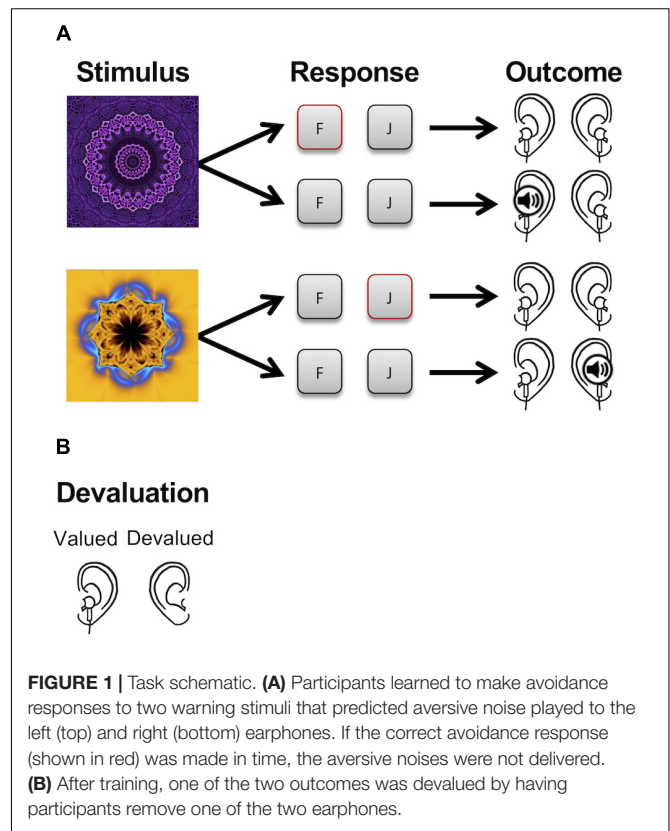 A
Stimulus Response Outcome
F J
F J
F J
F J
B
Devaluation
Valued Devalued
FIGURE 1 | Task schematic. (A) Participants learned to make avoidance
responses to two warning stimuli that predicted aversive noise played to the
left (top) and right (bottom) earphones. If the correct avoidance response
(shown in red) was made in time, the aversive noises were not delivered.
(B) After training, one of the two outcomes was devalued by having
participants remove one of the two earphones.